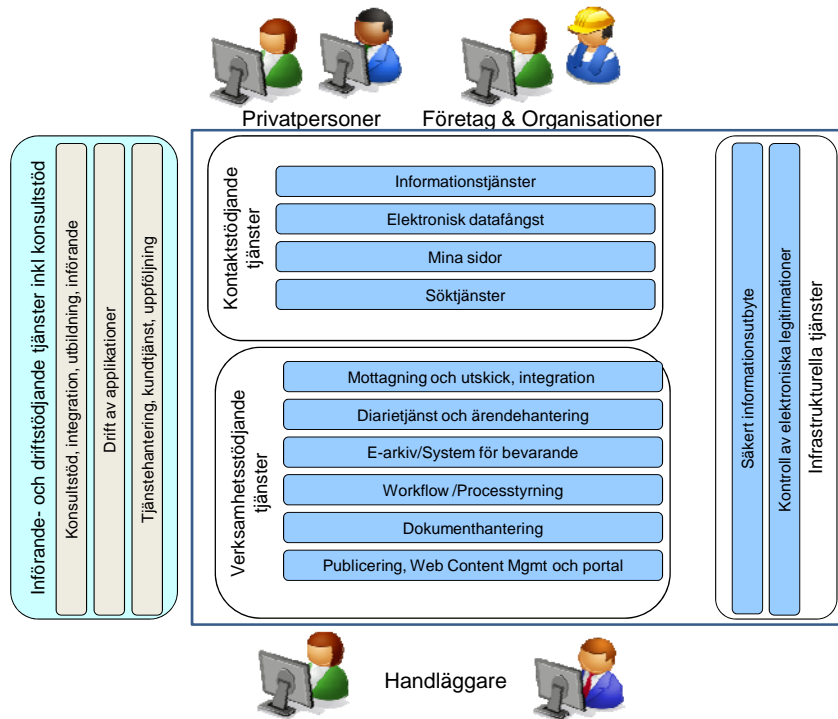 Privatpersoner
Företag & Organisationer
Införande- och driftstödjande tjänster inkl konsultstöd
Konsultstöd, integration, utbildning, införande
Drift av applikationer
Tjänstehantering, kundtjänst, uppföljning
Kontaktstödjande
tjänster
Informationstjänster
Elektronisk datafångst
Mina sidor
Söktjänster
Verksamhetsstödjande
tjänster
Mottagning och utskick, integration
Diarietjänst och ärendehantering
E-arkiv/System för bevarande
Workflow /Processtyrning
Dokumenthantering
Publicering, Web Content Mgmt och portal
Säkert informationsutbyte
Kontroll av elektroniska legitimationer
Infrastrukturella tjänster
Handläggare